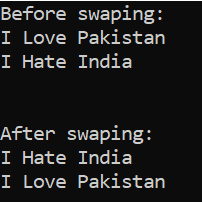 Before swaping:
I Love Pakistan
I Hate India
After swaping:
I Hate India
I Love Pakistan